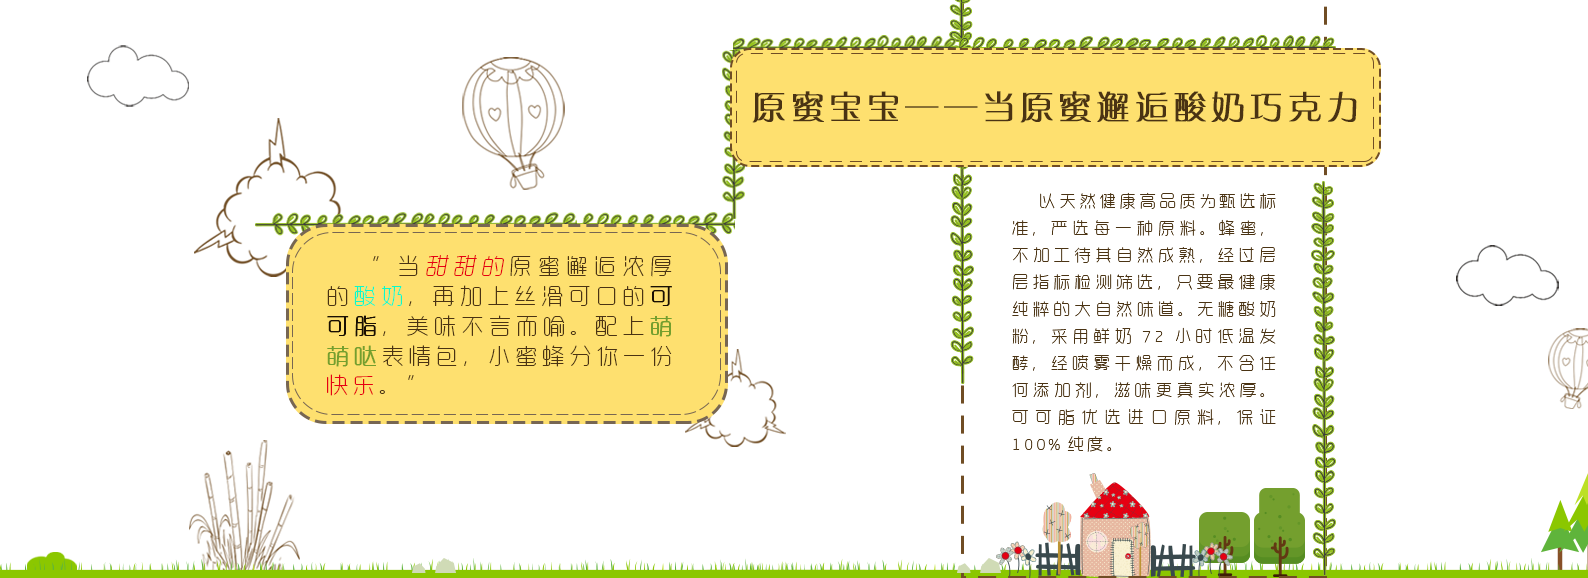 原蜜宝宝——当原蜜邂逅酸奶巧克力
”当甜甜的原蜜邂逅浓厚
的酸奶，再加上丝滑可口的可
可脂，美味不言而喻。配上萌
萌哒表情包，小蜜蜂分你一份
快乐。”
以天然健康高品质为甄选标
准，严选每一种原料。蜂蜜，
不加工待其自然成熟，经过层
层指标检测筛选，只要最健康
纯粹的大自然味道。无糖酸奶
粉，采用鲜奶 72 小时低温发
酵，经喷雾干燥而成，不含任
何添加剂，滋味更真实浓厚。
可可脂优选进口原料，保证
100% 纯度。